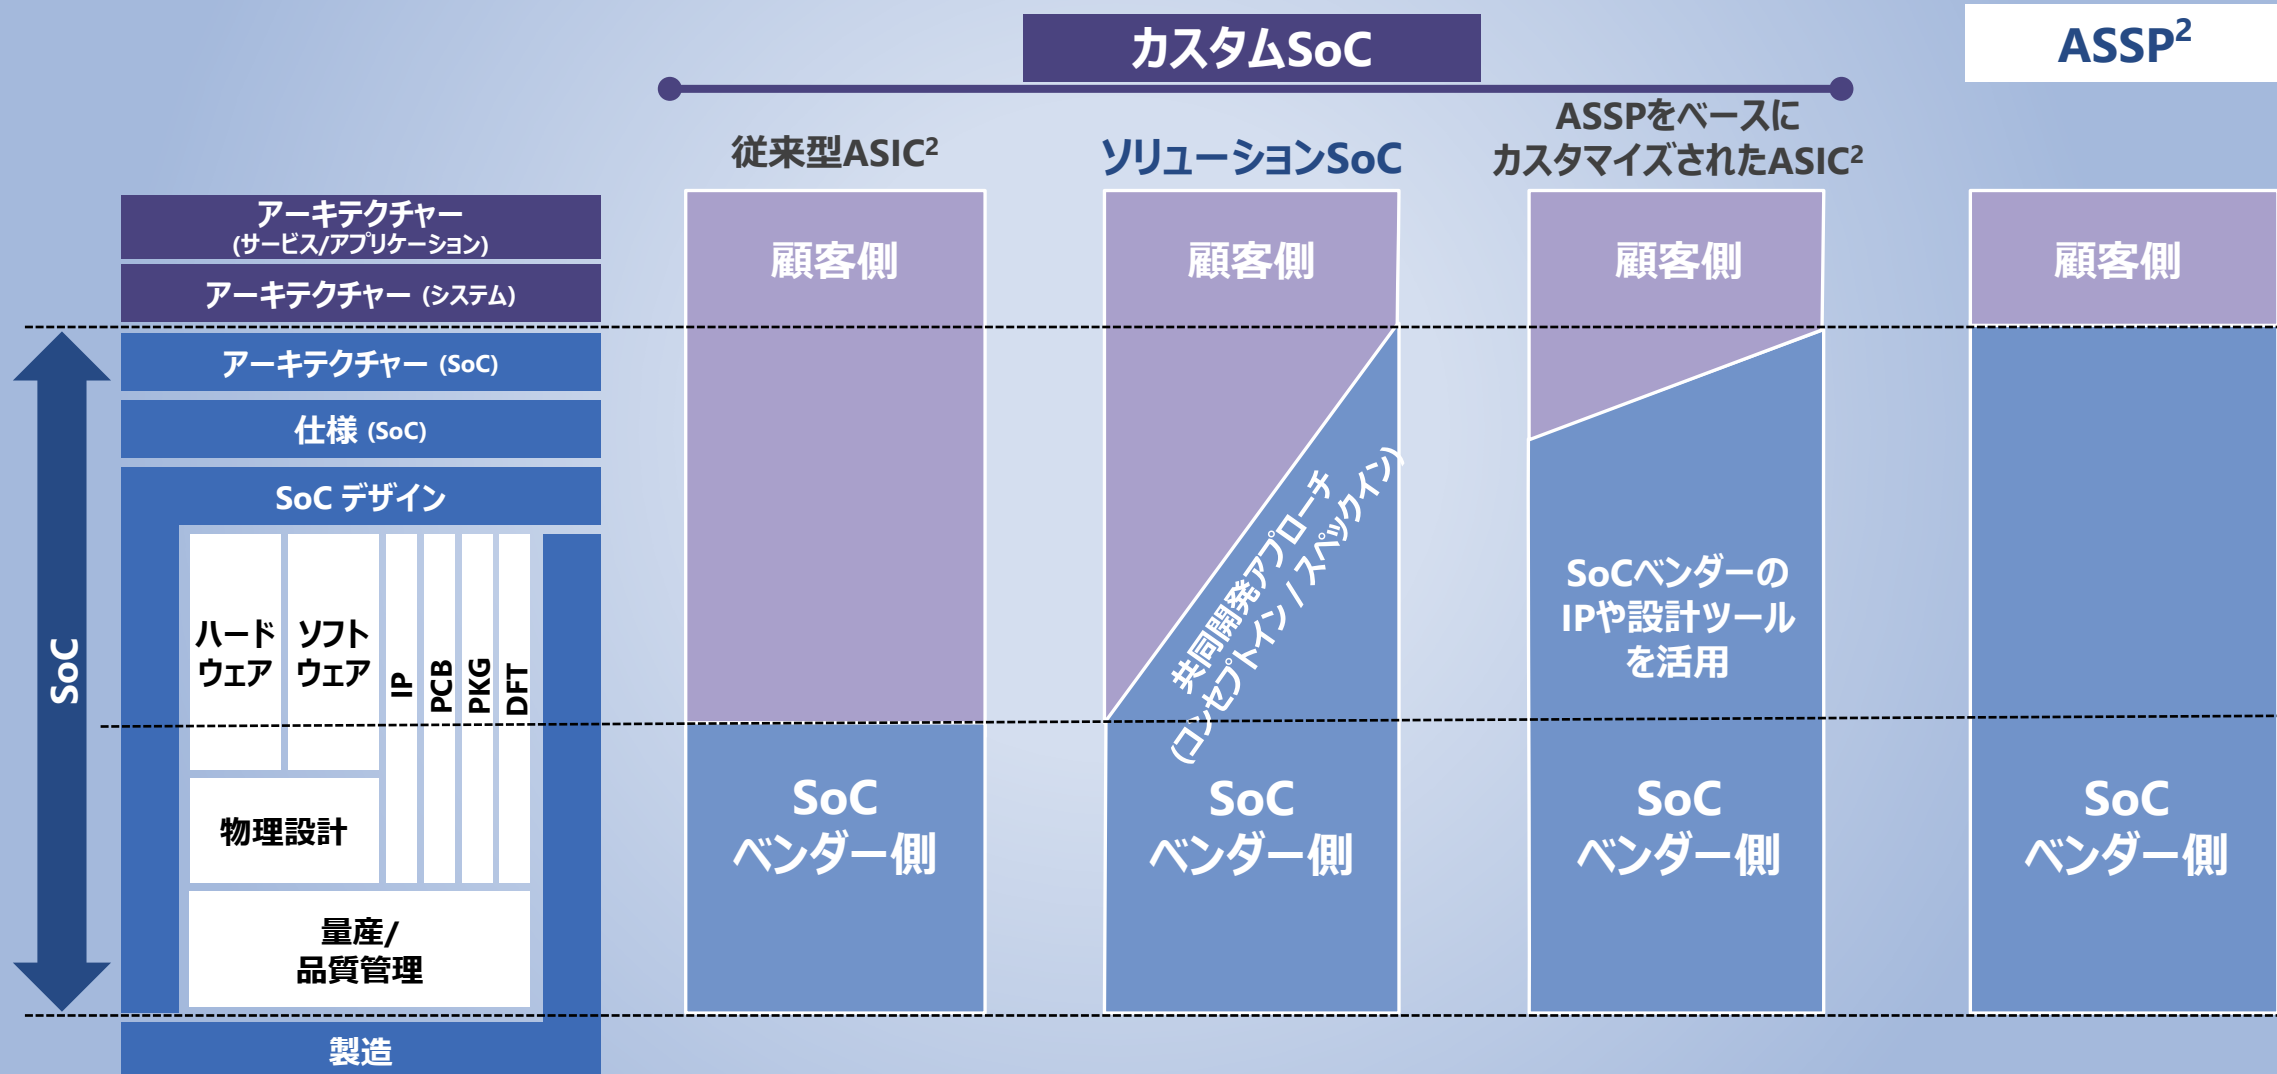 カスタムSoC
ASSP²
従来型ASIC²
ソリューションSoC
ASSPをベースに
カスタマイズされたASIC²
アーキテクチャー
(サービス/アプリケーション)
アーキテクチャー (システム)
アーキテクチャー (SoC)
仕様 (SoC)
SoC デザイン
ハード
ウェア
ソフト
ウェア
IP
PCB
PKG
DFT
物理設計
量産/
品質管理
製造
SoC
顧客側
SoC
ベンダー側
顧客側
共同開発アプローチ
(コンセプトイン / スペックイン)
SoC
ベンダー側
顧客側
SoCベンダーの
IPや設計ツール
を活用
SoC
ベンダー側
顧客側
SoC
ベンダー側